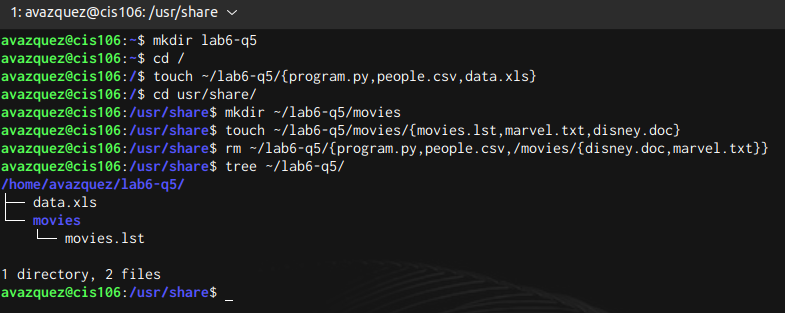 1: avazquez@cis106: /usr/share
avazquez@cis106:~$ mkdir lab6-q5
avazquez@cis106:~$ cd /
avazquez@cis106:/$ touch ~/lab6-q5/{program.py,people.csv,data.xls}
avazquez@cis106:/$ cd usr/share/
avazquez@cis106:/usr/share$ mkdir ~/lab6-q5/movies
avazquez@cis106:/usr/share$ touch ~/lab6-q5/movies/{movies.lst,marvel.txt,disney.doc}
avazquez@cis106:/usr/share$ rm ~/lab6-q5/{program.py,people.csv,/movies/{disney.doc,marvel.txt}}
avazquez@cis106:/usr/share$ tree ~/lab6-q5/
/home/avazquez/lab6-q5/
├── data.xls
└── movies
    └── movies.lst
1 directory, 2 files
avazquez@cis106:/usr/share$ _